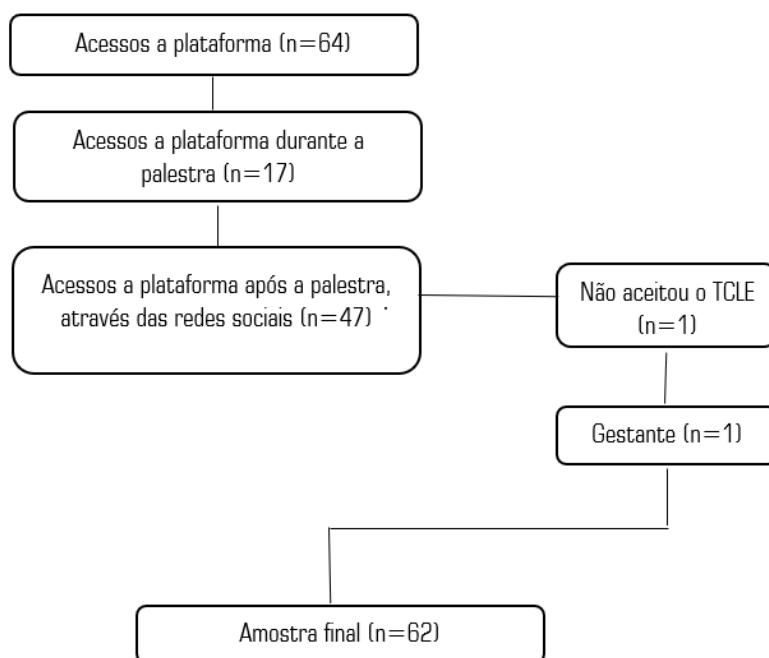 Acessos a plataforma (n=64)
Acessos a plataforma durante a
palestra (n=17)
Acessos a plataforma após a palestra,
através das redes sociais (n=47)
Não aceitou o TCLE
(n=1)
Gestante (n=1)
Amostra final (n=62)